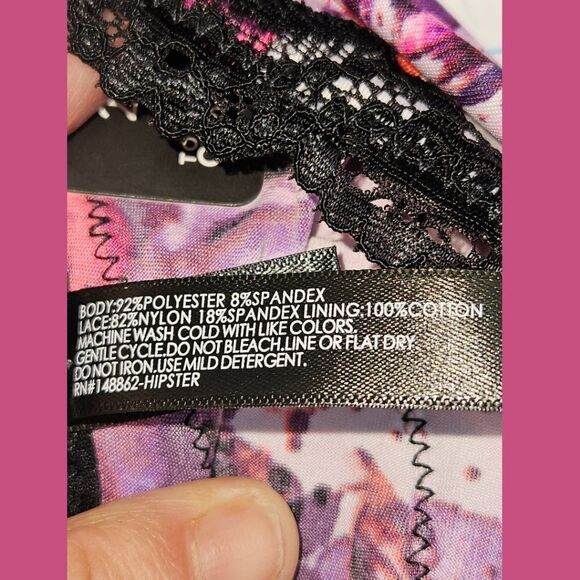 BODY:92%POLYESTER 8%SPANDEX
LACE:82%NYLON 18%SPANDEX LINING:100%COTTON
MACHINE WASH COLD WITH LIKE COLORS.
GENTLE CYCLE.DO NOT BLEACH.LINE OR FLAT DRY
DO NOT IRON.USE MILD DETERGENT.
RN#148862-HIPSTER